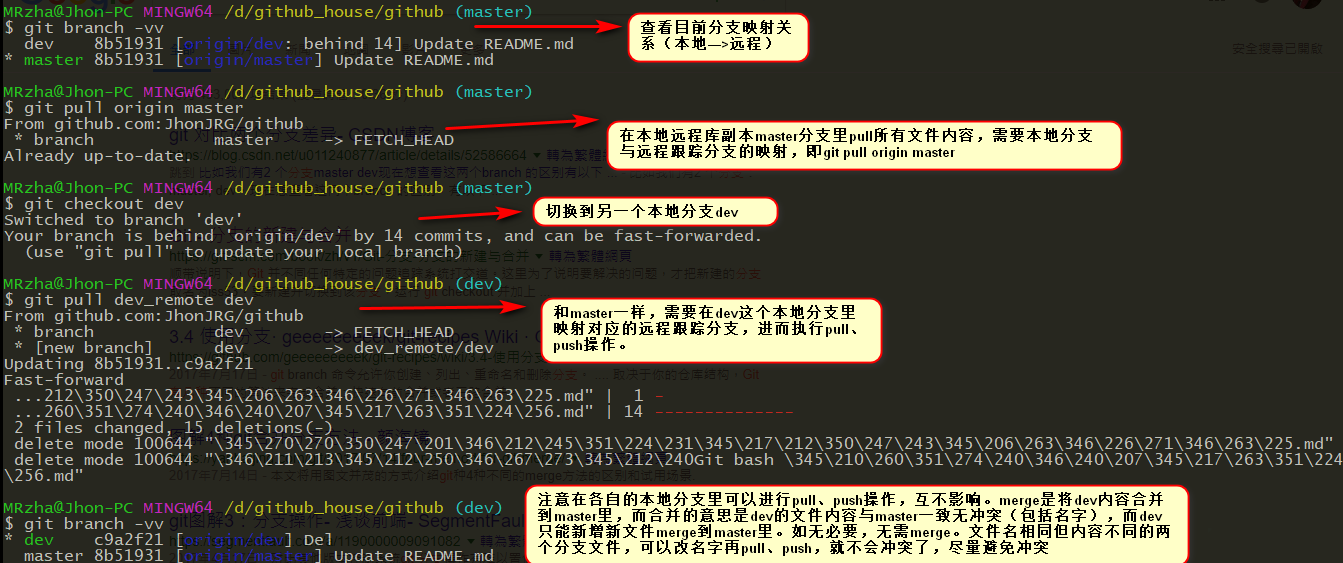 MRzha@Jhon-PC MINGW64 /d/github_house/github (master)
$ git branch -vv
dev    8b51931 [origin/dev: behind 14] Update README.md
* master 8b51931 [origin/master] Update README.md
查看目前分支映射关
系（本地—>远程）
安全搜尋已關啟
MRzha@Jhon-PC MINGW64 /d/github_house/github (master)
$ git pull origin master
From github.com:JhonJRG/github
* branch            master     -> FETCH_HEAD
Already up-to-date.
在本地远程库副本master分支里pull所有文件内容，需要本地分支
与远程跟踪分支的映射，即git pull origin master
MRzha@Jhon-PC MINGW64 /d/github_house/github (master)
$ git checkout dev
Switched to branch 'dev'
Your branch is behind 'origin/dev' by 14 commits, and can be fast-forwarded.
(use "git pull" to update your local branch)
切换到另一个本地分支dev
MRzha@Jhon-PC MINGW64 /d/github_house/github (dev)
$ git pull dev_remote dev
From github.com:JhonJRG/github
* branch            dev        -> FETCH_HEAD
* [new branch]      dev        -> dev_remote/dev
Updating 8b51931..c9a2f21
Fast-forward
...212\350\247\243\345\206\263\346\226\271\346\263\225.md" |  1 -
...260\351\274\240\346\240\207\345\217\263\351\224\256.md" | 14 --------------
2 files changed, 15 deletions(-)
delete mode 100644 "\345\270\270\350\247\201\346\212\245\351\224\231\345\217\212\350\247\243\345\206\263\346\226\271\346\263\225.md"
delete mode 100644 "\346\211\213\345\212\250\346\267\273\345\212\240Git bash \345\210\260\351\274\240\346\240\207\345\217\263\351\224
\256.md"
和master一样，需要在dev这个本地分支里
映射对应的远程跟踪分支，进而执行pull、
push操作。
MRzha@Jhon-PC MINGW64 /d/github_house/github (dev)
$ git branch -vv
* dev    c9a2f21 [origin/dev] Del
master 8b51931 [origin/master] Update README.md
注意在各自的本地分支里可以进行pull、push操作，互不影响。merge是将dev内容合并
到master里，而合并的意思是dev的文件内容与master一致无冲突（包括名字），而dev
只能新增新文件merge到master里。如无必要，无需merge。文件名相同但内容不同的两
个分支文件，可以改名字再pull、push，就不会冲突了，尽量避免冲突